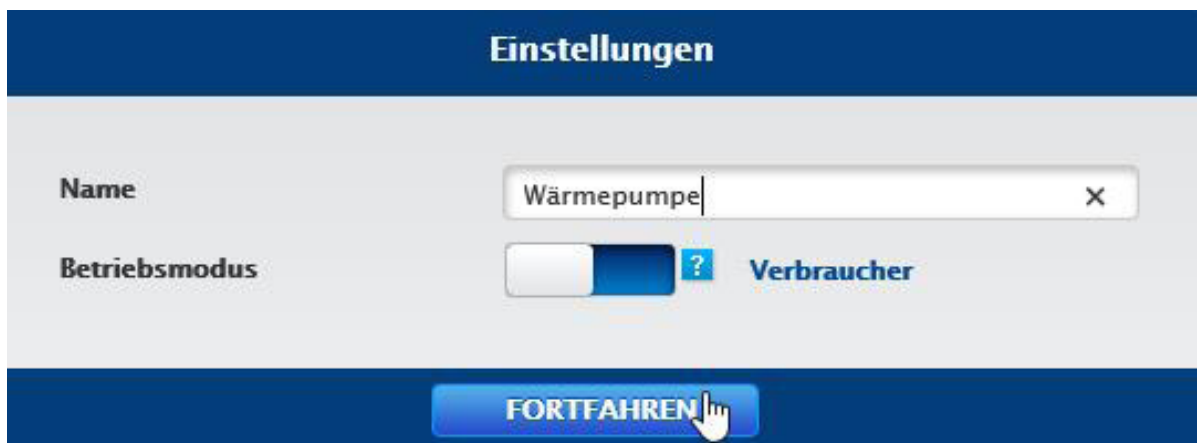 Einstellungen
Name
Wärmepumpe
Betriebsmodus
? Verbraucher
FORTFAHREN